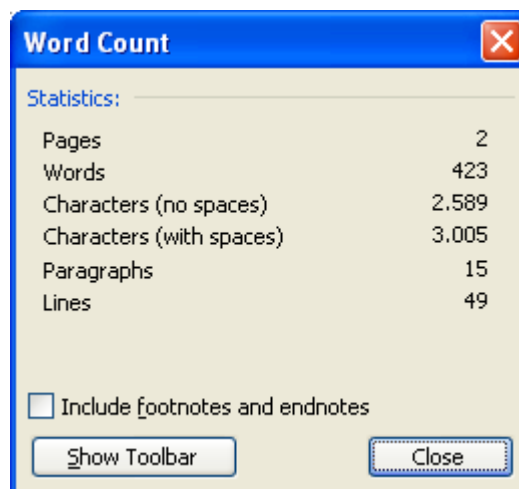 Word Count
Statistics:
Pages 2
Words 423
Characters (no spaces) 2.589
Characters (with spaces) 3.005
Paragraphs 15
Lines 49
Include footnotes and endnotes
Show Toolbar Close